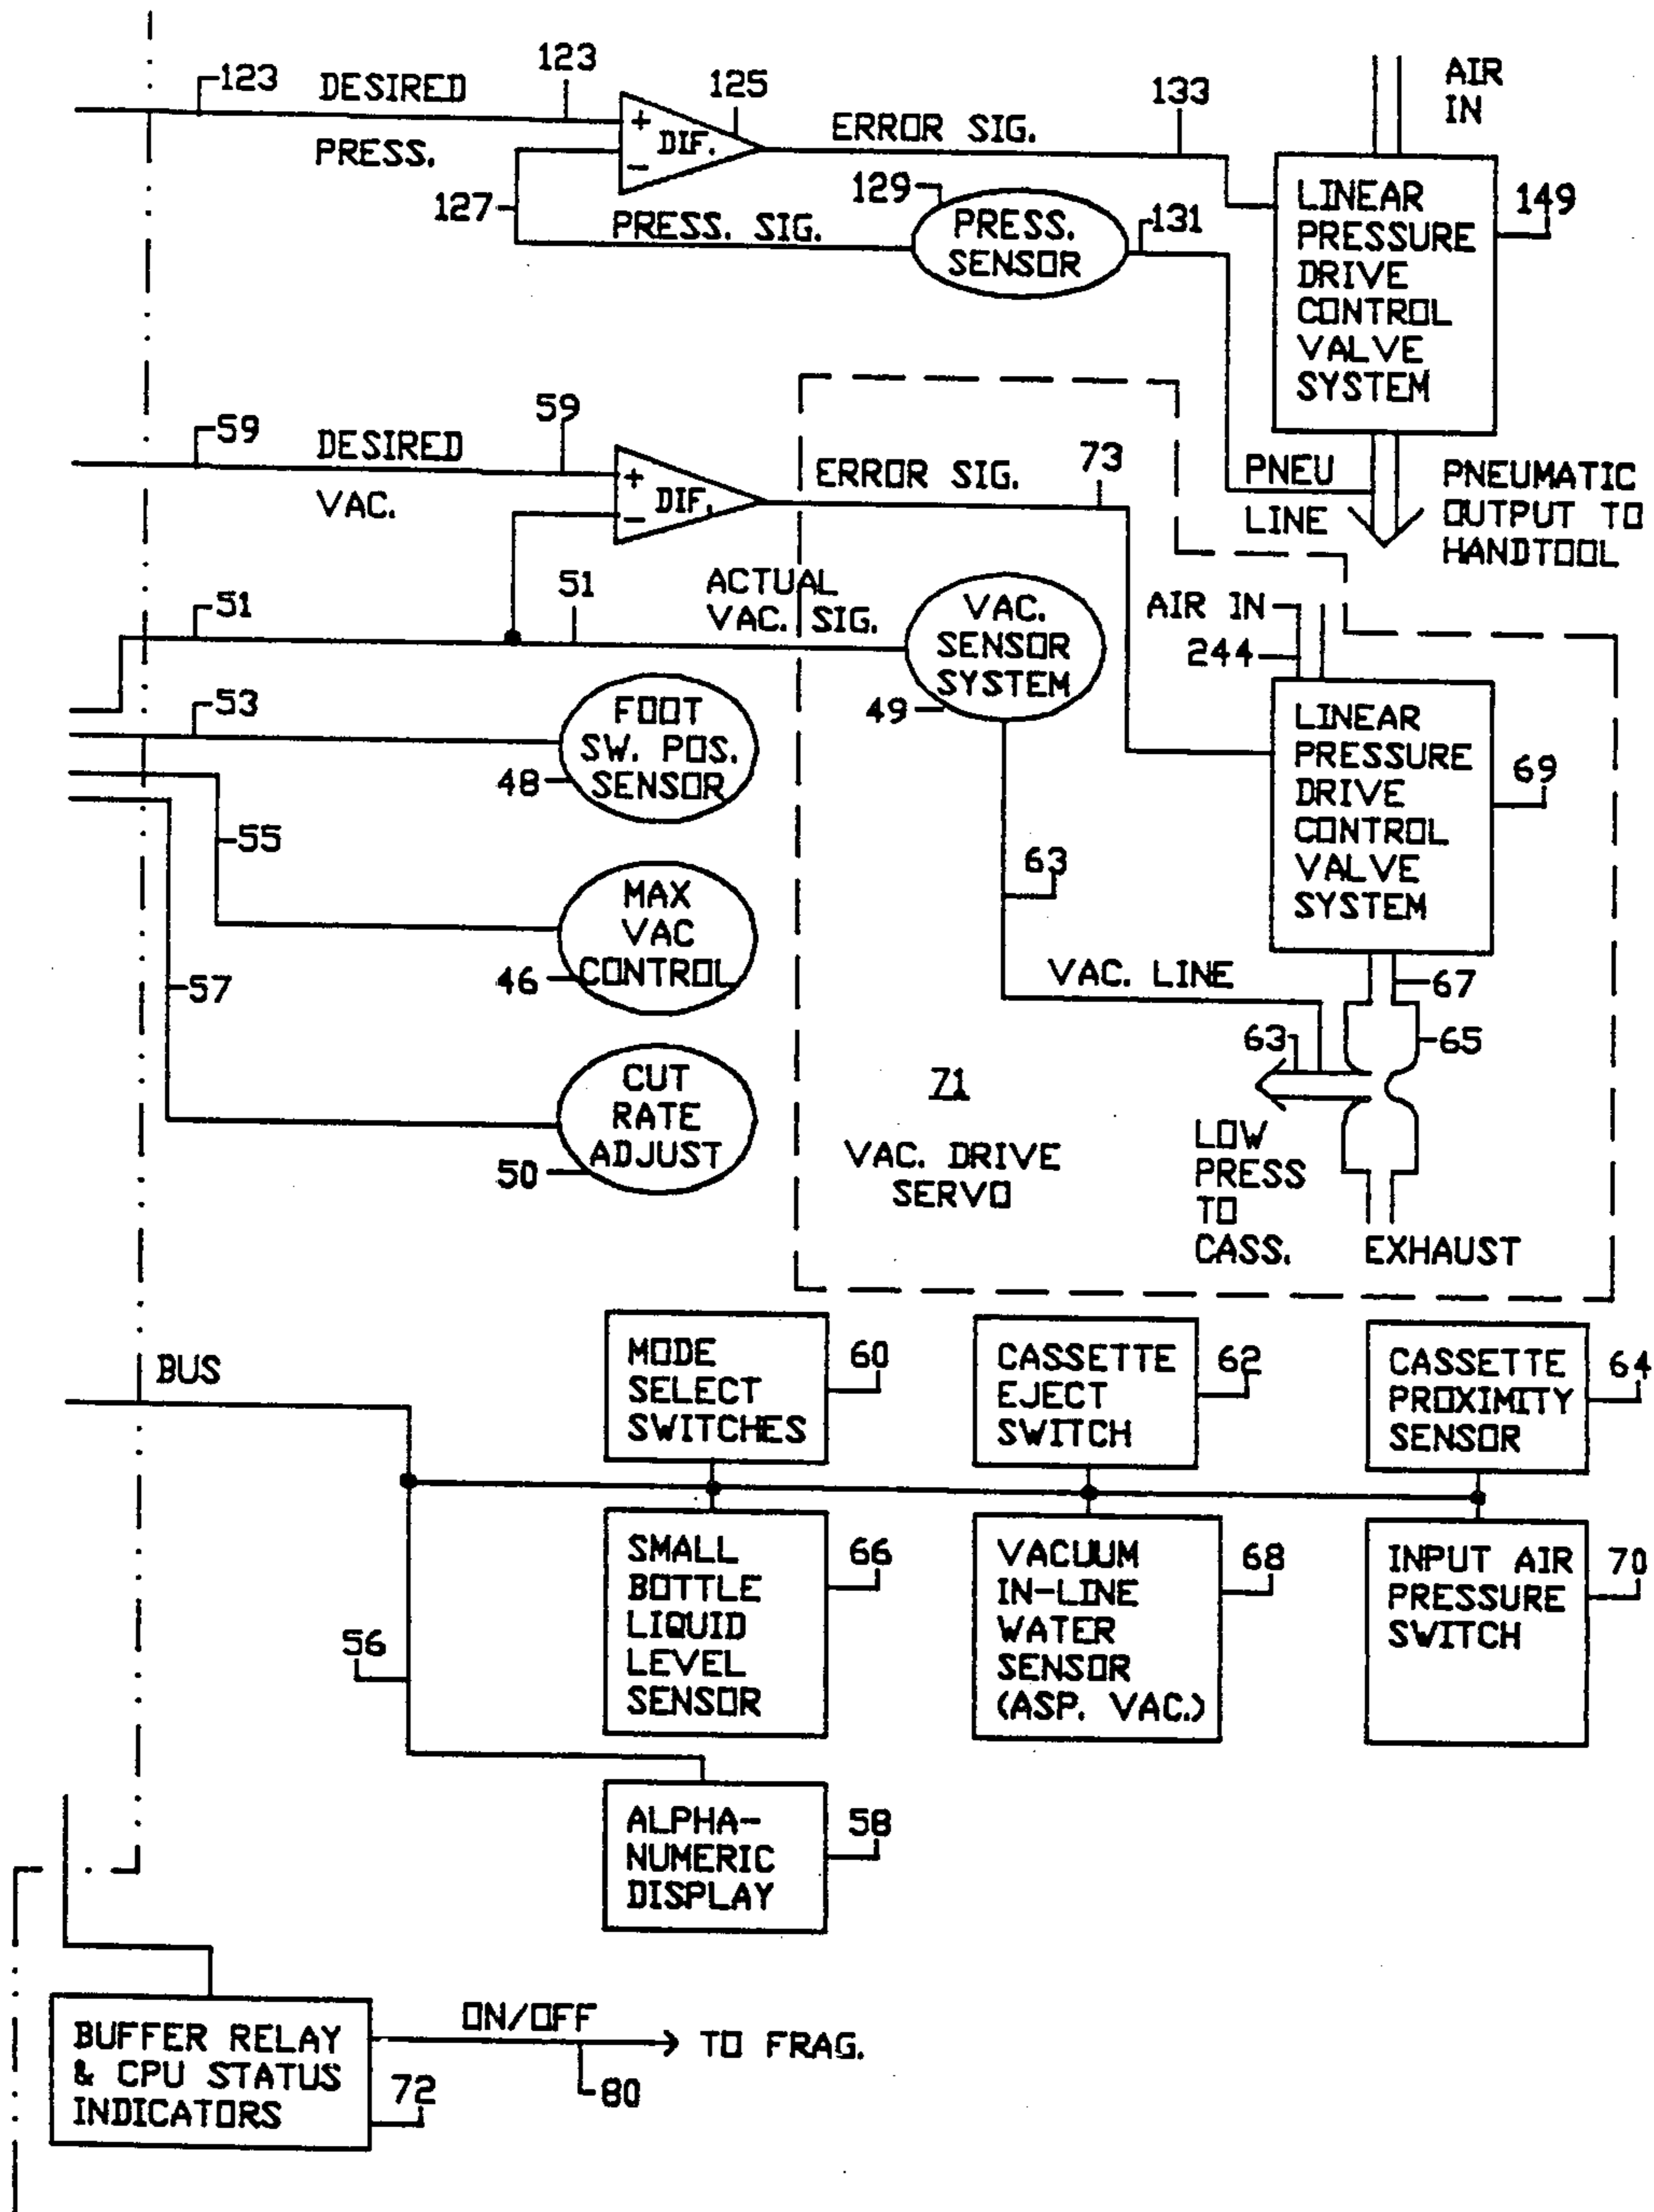 123 DESIRED PRESS.
123
125
+
DIF.
-
ERROR SIG.
133
AIR IN
127
PRESS. SIG.
129
PRESS. SENSOR
131
LINEAR
PRESSURE
DRIVE
CONTROL
VALVE
SYSTEM
149
59 DESIRED VAC.
59
+
DIF.
-
ERROR SIG.
73
PNEU
LINE
PNEUMATIC
OUTPUT TO
HANDTOOL
51
51
ACTUAL
VAC. SIG.
VAC.
SENSOR
SYSTEM
49
AIR IN
244
53
FOOT
SW. POS.
SENSOR
48
LINEAR
PRESSURE
DRIVE
CONTROL
VALVE
SYSTEM
69
55
MAX
VAC
CONTROL
46
63
VAC. LINE
67
57
65
63
CUT
RATE
ADJUST
50
71
VAC. DRIVE
SERVO
LOW
PRESS
TO
CASS.
EXHAUST
BUS
MODE
SELECT
SWITCHES
60
CASSETTE
EJECT
SWITCH
62
CASSETTE
PROXIMITY
SENSOR
64
SMALL
BOTTLE
LIQUID
LEVEL
SENSOR
66
VACUUM
IN-LINE
WATER
SENSOR
(ASP. VAC.)
68
INPUT AIR
PRESSURE
SWITCH
70
56
ALPHA-
NUMERIC
DISPLAY
58
BUFFER RELAY
& CPU STATUS
INDICATORS
72
ON/OFF
80
TO FRAG.